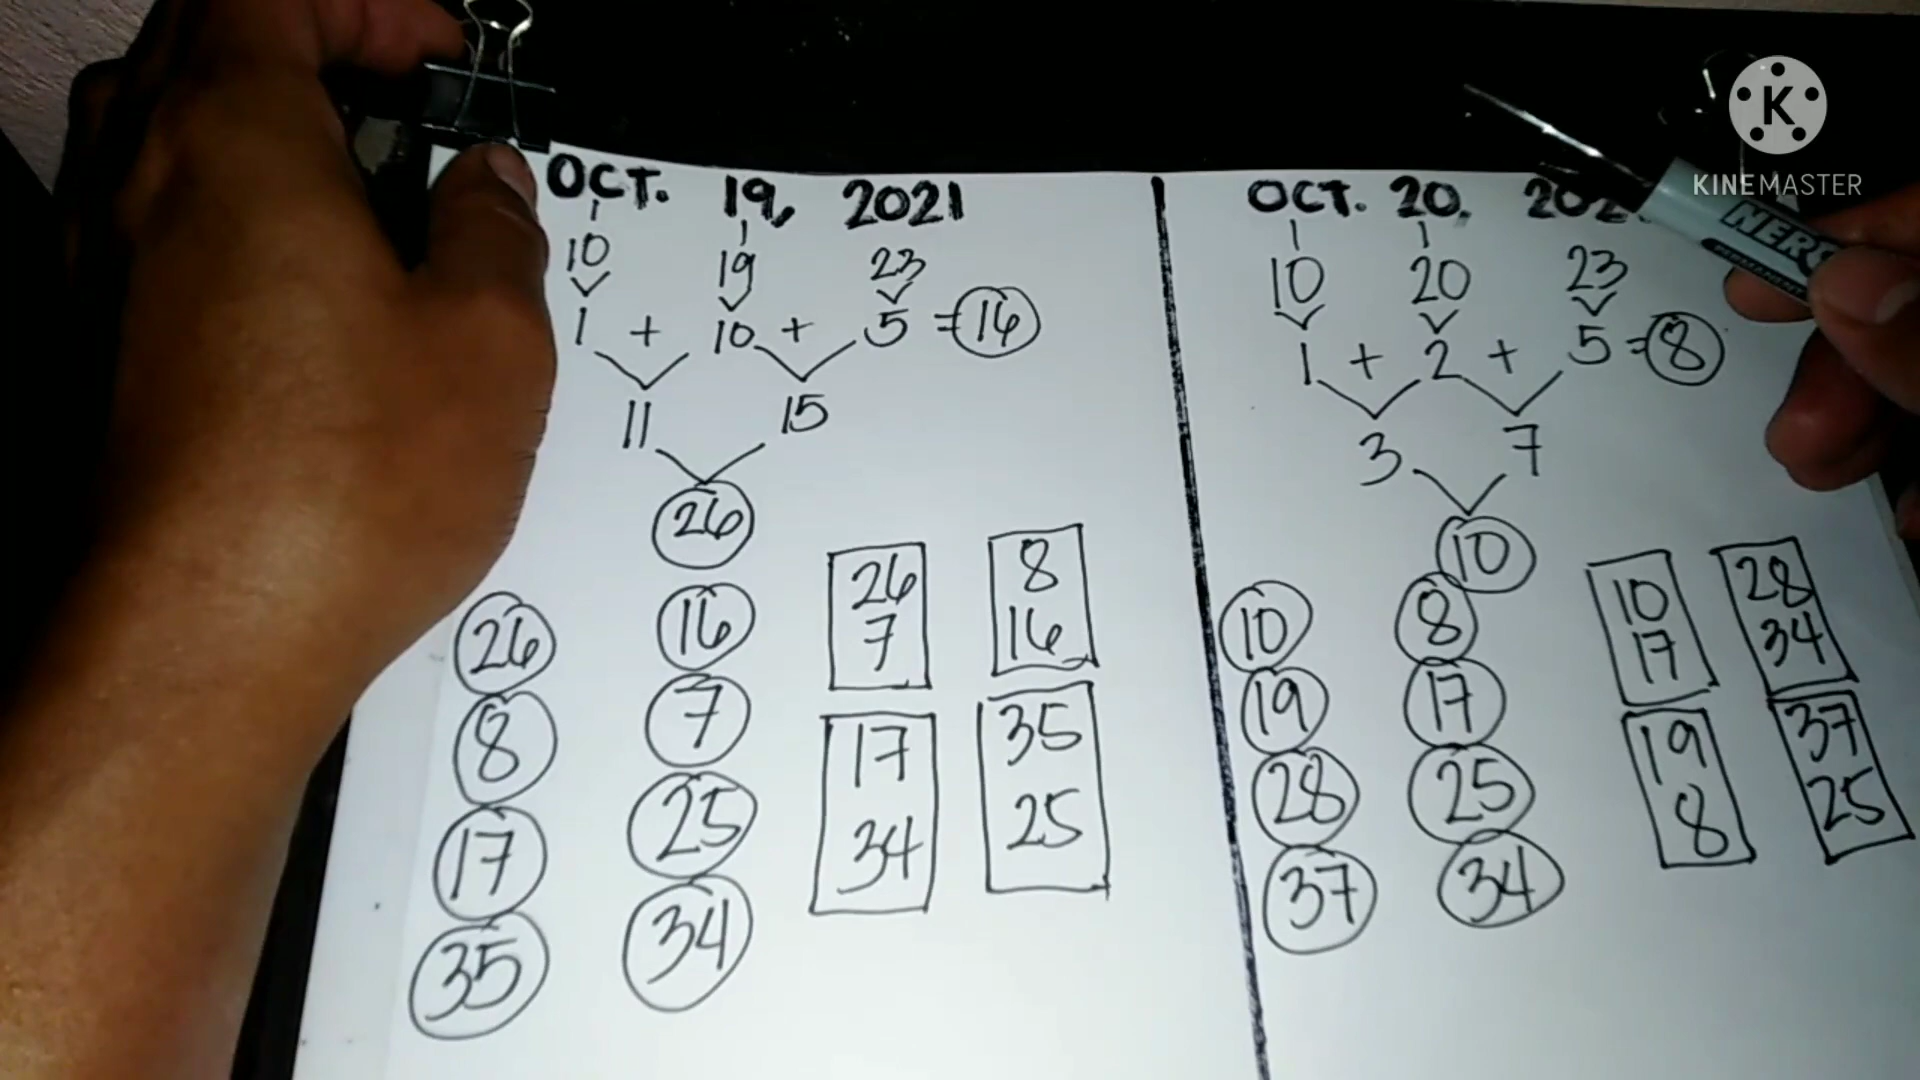 K
KINEMASTER
OCT. 19, 2021
10 19 23
1 + 10 + 5 = 16
11 15
26
26 16
8 7
17 25
35 34
26 8
7 16
17 35
34 25
OCT. 20, 202
10 20 23
1 + 2 + 5 = 8
3 7
10
10 8
19 17
28 25
37 34
10 28
17 34
19 37
8 25
NERO